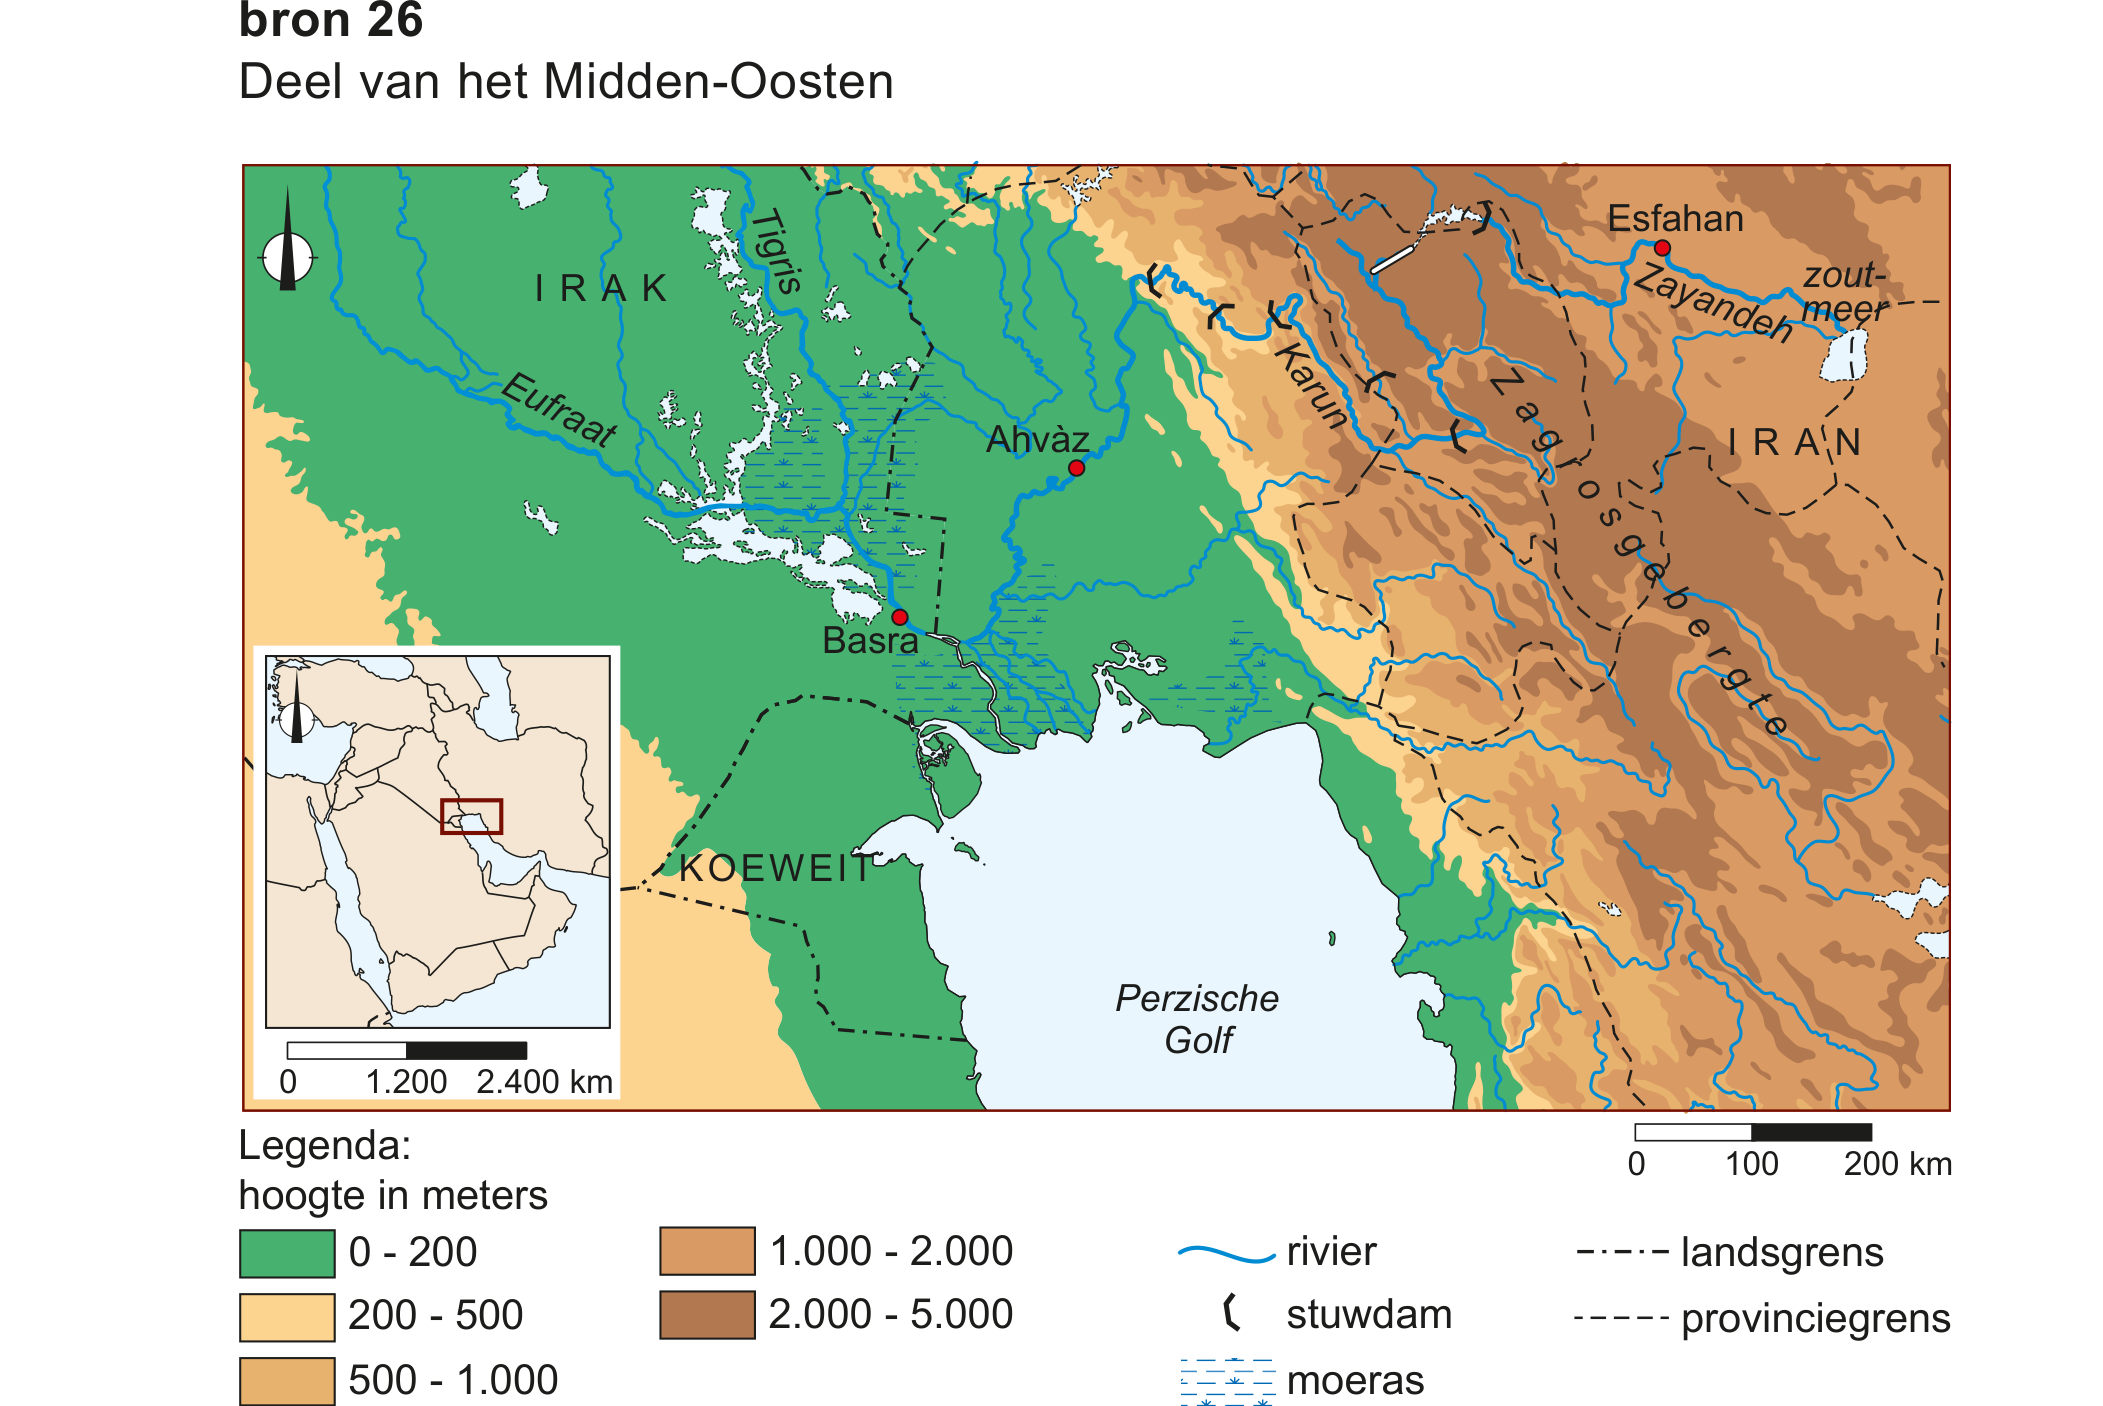 bron 26
Deel van het Midden-Oosten
Esfahan
Tigris
zout-
meer
Zayandeh
IRAK
Karun
Eufraat
Zagrosgebergte
Ahvàz
IRAN
Basra
KOEWEIT
Perzische
Golf
0 1.200 2.400 km
0 100 200 km
Legenda:
hoogte in meters
0 - 200
200 - 500
500 - 1.000
1.000 - 2.000
2.000 - 5.000
rivier
stuwdam
moeras
landsgrens
provinciegrens